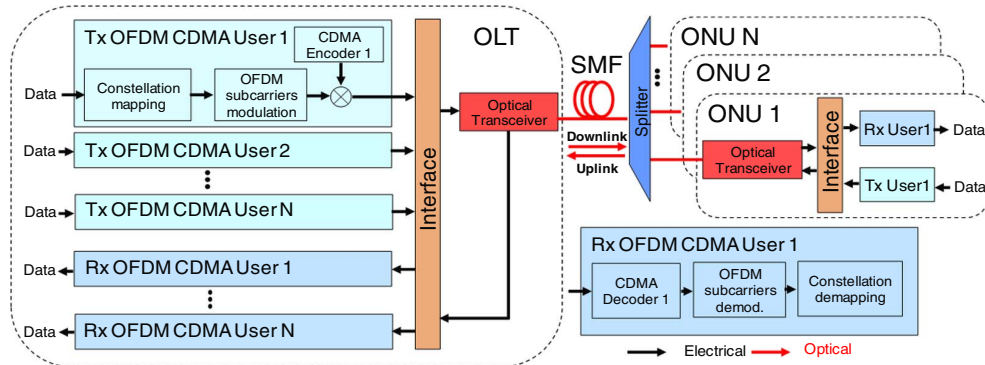 Tx OFDM CDMA User 1
CDMA
Encoder 1
Data
Constellation
mapping
OFDM
subcarriers
modulation
Data
Tx OFDM CDMA User 2
Data
Tx OFDM CDMA User N
Data
Rx OFDM CDMA User 1
Data
Rx OFDM CDMA User N
Interface
OLT
Optical
Transceiver
SMF
Downlink
Uplink
Splitter
ONU N
ONU 2
ONU 1
Optical
Transceiver
Interface
Rx User1
Data
Tx User1
Data
Rx OFDM CDMA User 1
CDMA
Decoder 1
OFDM
subcarriers
demod.
Constellation
demapping
Electrical
Optical